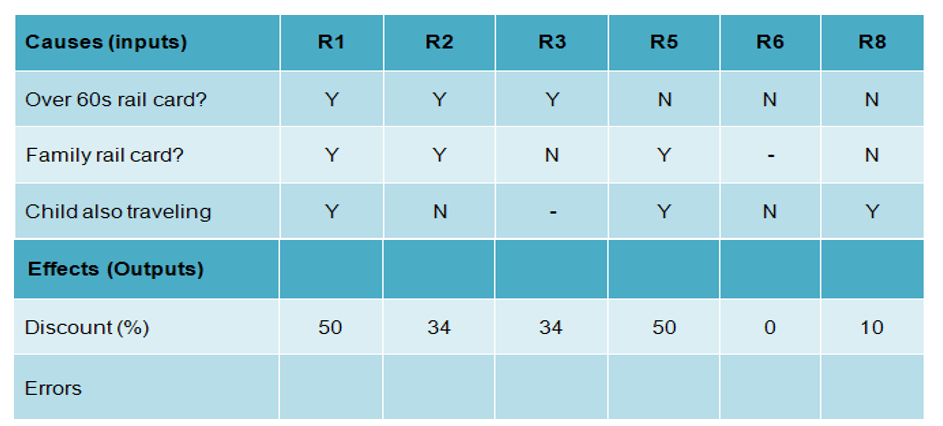 Causes (inputs) R1 R2 R3 R5 R6 R8
Over 60s rail card? Y Y Y N N N
Family rail card? Y Y N Y - N
Child also traveling Y N - Y N Y
Effects (Outputs)
Discount (%) 50 34 34 50 0 10
Errors